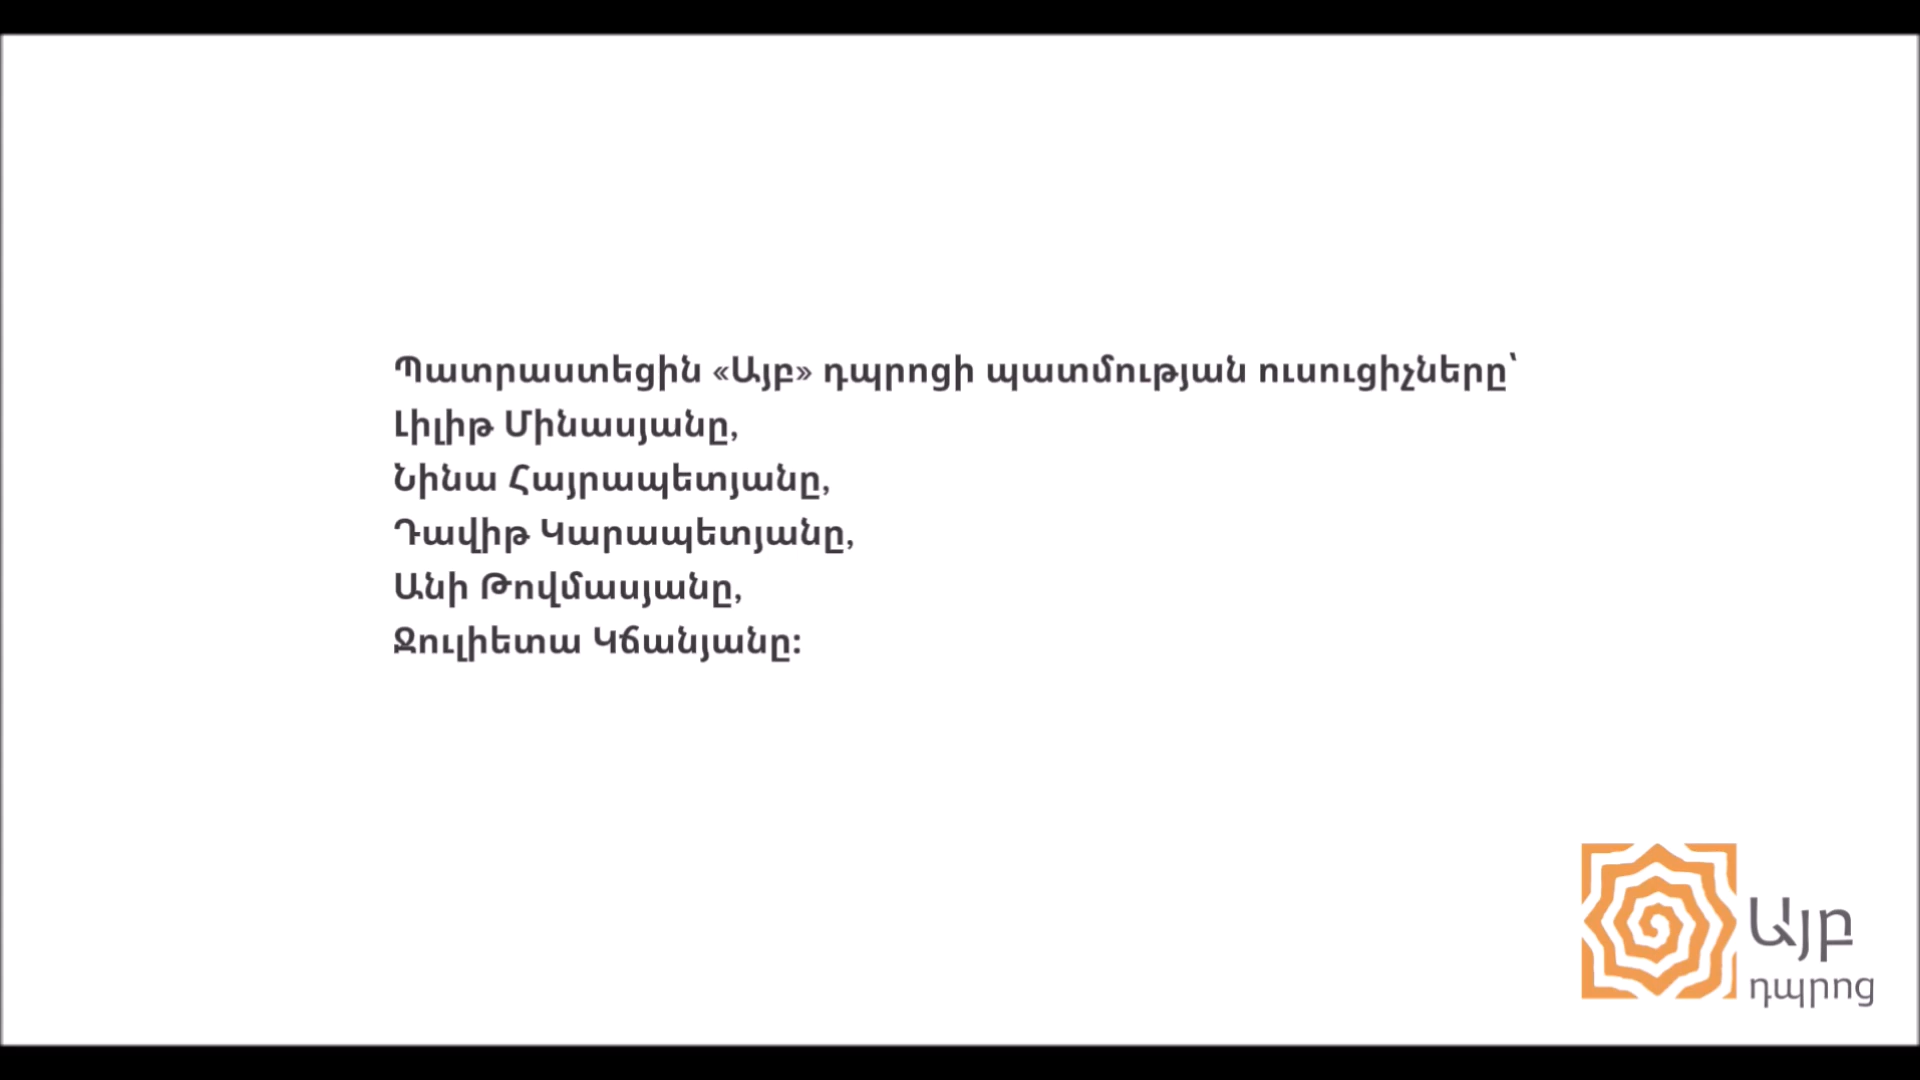 Պատրաստեցին «Այբ» դպրոցի պատմության ուսուցիչները՝
Լիլիթ Մինասյանը,
Նինա Հայրապետյանը,
Դավիթ Կարապետյանը,
Անի Թովմասյանը,
Ջուլիետա Կճանյանը:
Այբ
դպրոց